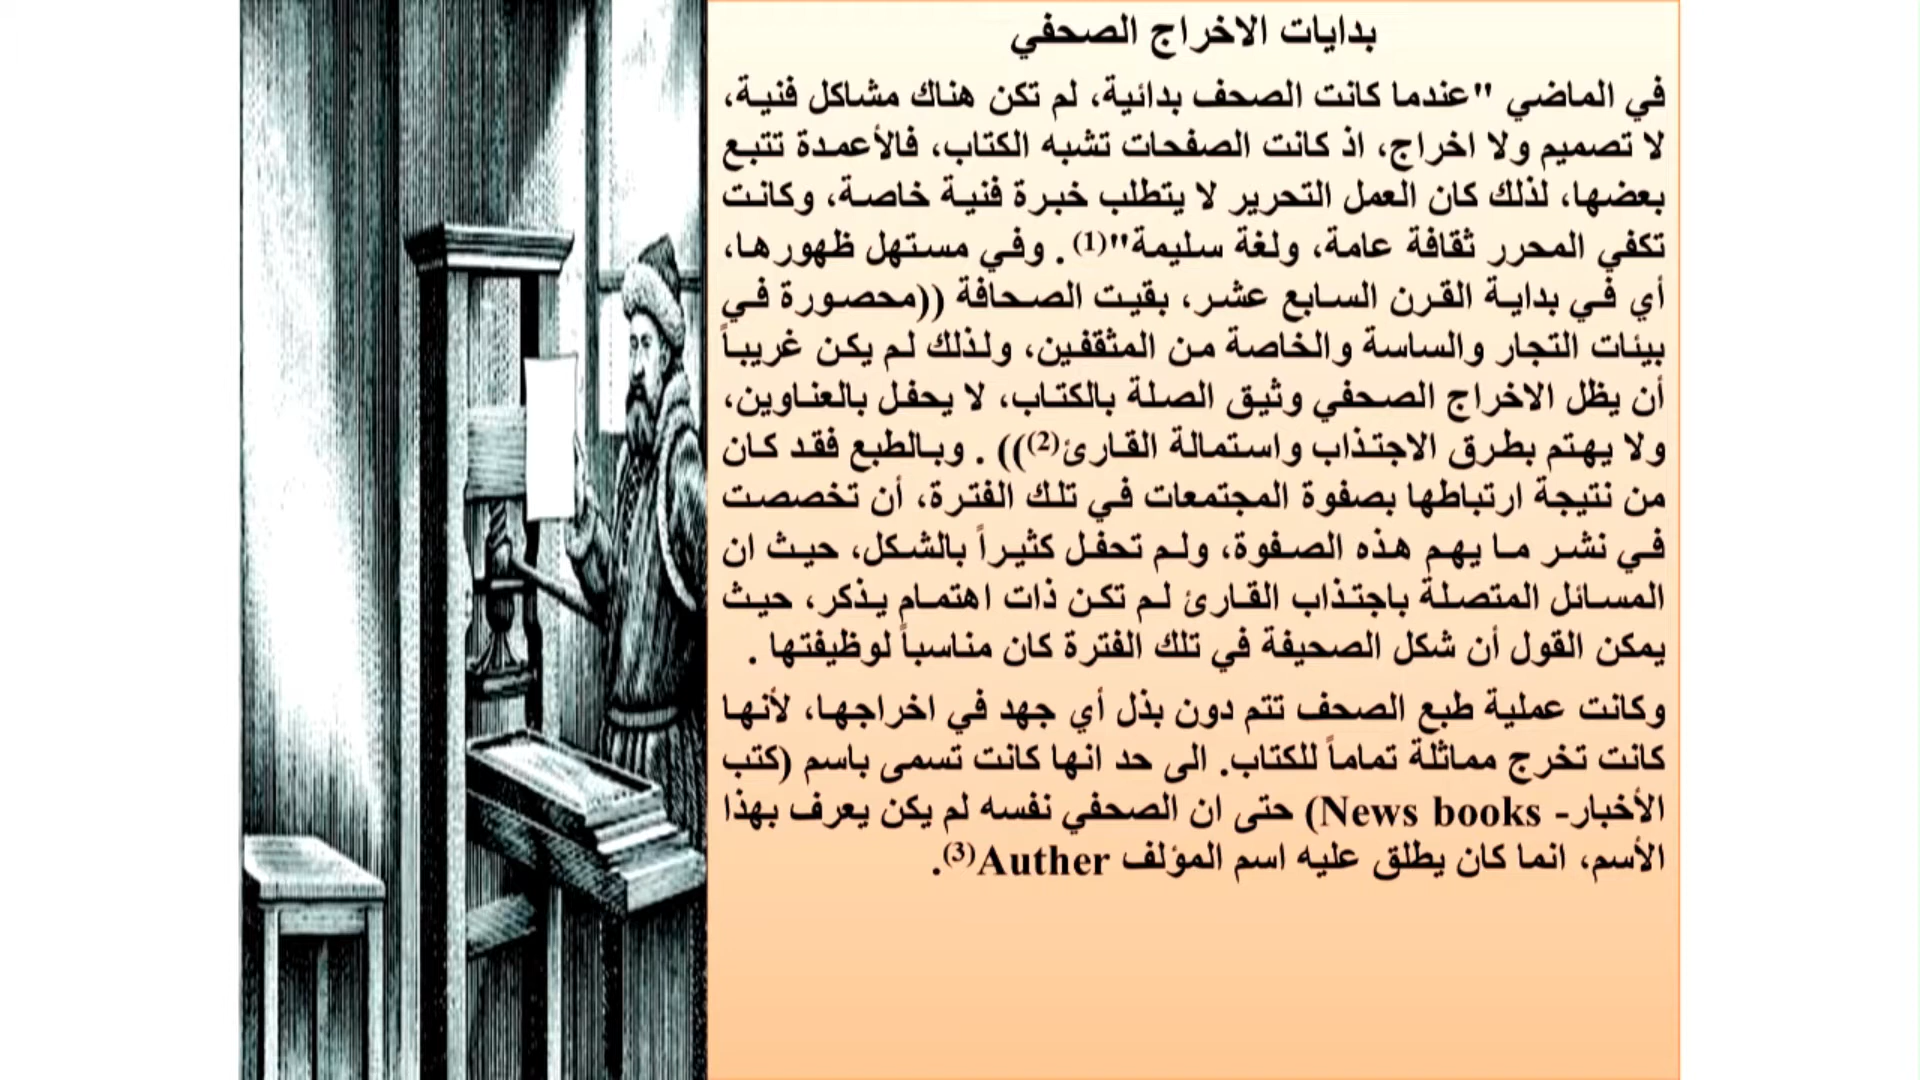 بدايات الاخراج الصحفي
في الماضي "عندما كانت الصحف بدائية، لم تكن هناك مشاكل فنية،
لا تصميم ولا اخراج، اذ كانت الصفحات تشبه الكتاب، فالأعمدة تتبع
بعضها، لذلك كان العمل التحرير لا يتطلب خبرة فنية خاصة، وكانت
تكفي المحرر ثقافة عامة، ولغة سليمة"(1) . وفي مستهل ظهورها،
أي في بداية القرن السابع عشر، بقيت الصحافة ((محصورة في
بيئات التجار والساسة والخاصة من المثقفين، ولذلك لم يكن غريباً
أن يظل الاخراج الصحفي وثيق الصلة بالكتاب، لا يحفل بالعناوين،
ولا يهتم بطرق الاجتذاب واستمالة القارئ(2))) . وبالطبع فقد كان
من نتيجة ارتباطها بصفوة المجتمعات في تلك الفترة، أن تخصصت
في نشر ما يهم هذه الصفوة، ولم تحفل كثيراً بالشكل، حيث ان
المسائل المتصلة باجتذاب القارئ لم تكن ذات اهتمام يذكر، حيث
يمكن القول أن شكل الصحيفة في تلك الفترة كان مناسباً لوظيفتها .
وكانت عملية طبع الصحف تتم دون بذل أي جهد في اخراجها، لأنها
كانت تخرج مماثلة تماماً للكتاب. الى حد انها كانت تسمى باسم (كتب
الأخبار- News books) حتى ان الصحفي نفسه لم يكن يعرف بهذا
الأسم، انما كان يطلق عليه اسم المؤلف Auther(3).